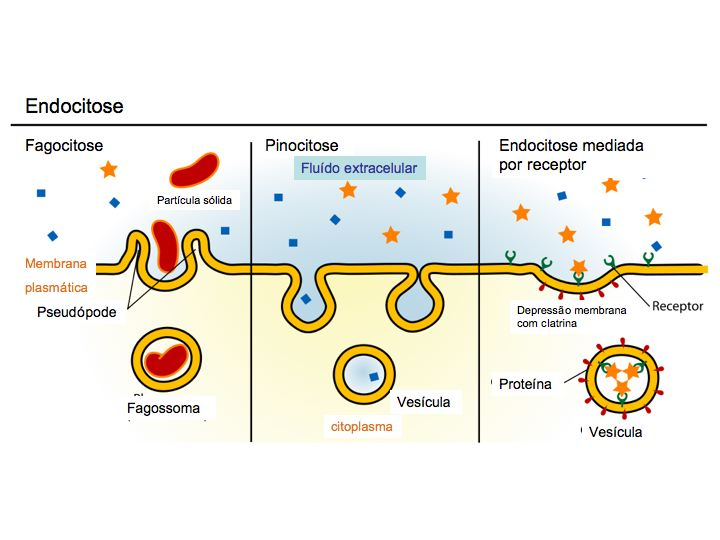 Endocitose
Fagocitose
Partícula sólida
Membrana
plasmática
Pseudópode
Fagossoma
Pinocitose
Fluído extracelular
Vesícula
citoplasma
Endocitose mediada
por receptor
Depressão membrana
com clatrina
Receptor
Proteína
Vesícula